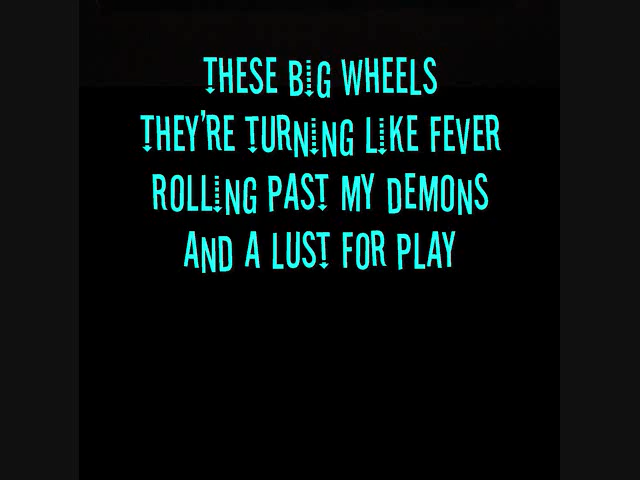 THESE BIG WHEELS
THEY'RE TURNING LIKE FEVER
ROLLING PAST MY DEMONS
AND A LUST FOR PLAY